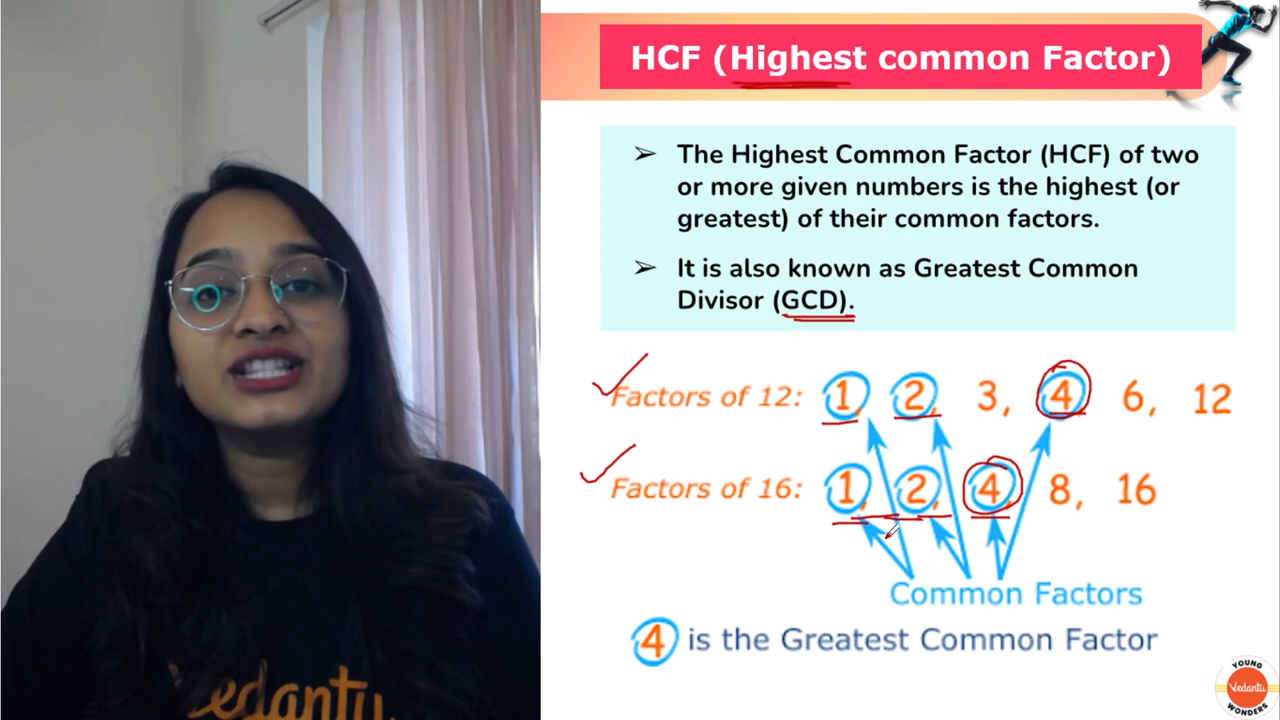 HCF (Highest common Factor)
➢ The Highest Common Factor (HCF) of two
or more given numbers is the highest (or
greatest) of their common factors.
➢ It is also known as Greatest Common
Divisor (GCD).
Factors of 12: 1, 2, 3, 4 6, 12
Factors of 16: 1, 2, 4 8, 16
Common Factors
4 is the Greatest Common Factor
Vedantu
YOUNG
Vedantu
WONDERS